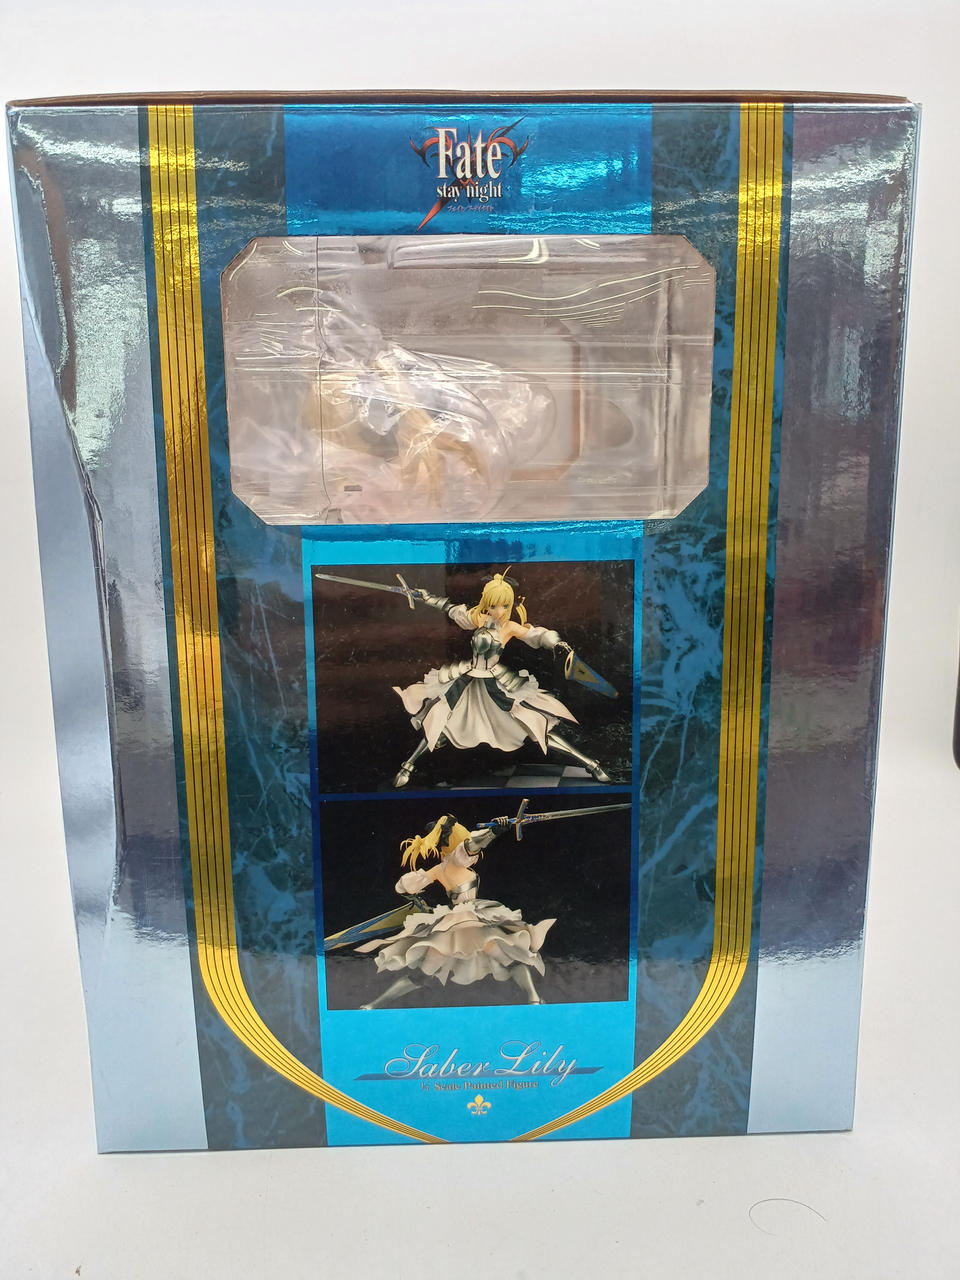 Fate
stay night
フェイト/ステイナイト
Saber Lily
Scale Painted Figure